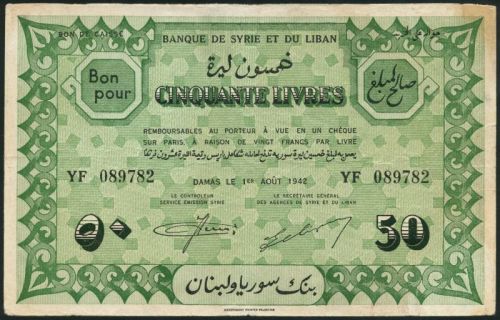 BON DE CAISSE
BANQUE DE SYRIE ET DU LIBAN
Bon pour
خمسون ليرة
صالح لمبلغ
CINQUANTE LIVRES
REMBOURSABLES AU PORTEUR À VUE EN UN CHÈQUE
SUR PARIS, À RAISON DE VINGT FRANCS PAR LIVRE
YF 089782
DAMAS LE 1ER AOÛT 1942
YF 089782
LE CONTROLEUR
SERVICE EMISSION SYRIE
LE SECRÉTAIRE GÉNÉRAL
DES AGENCES DE SYRIE ET DU LIBAN
٥٠
50
بنك سوريا ولبنان